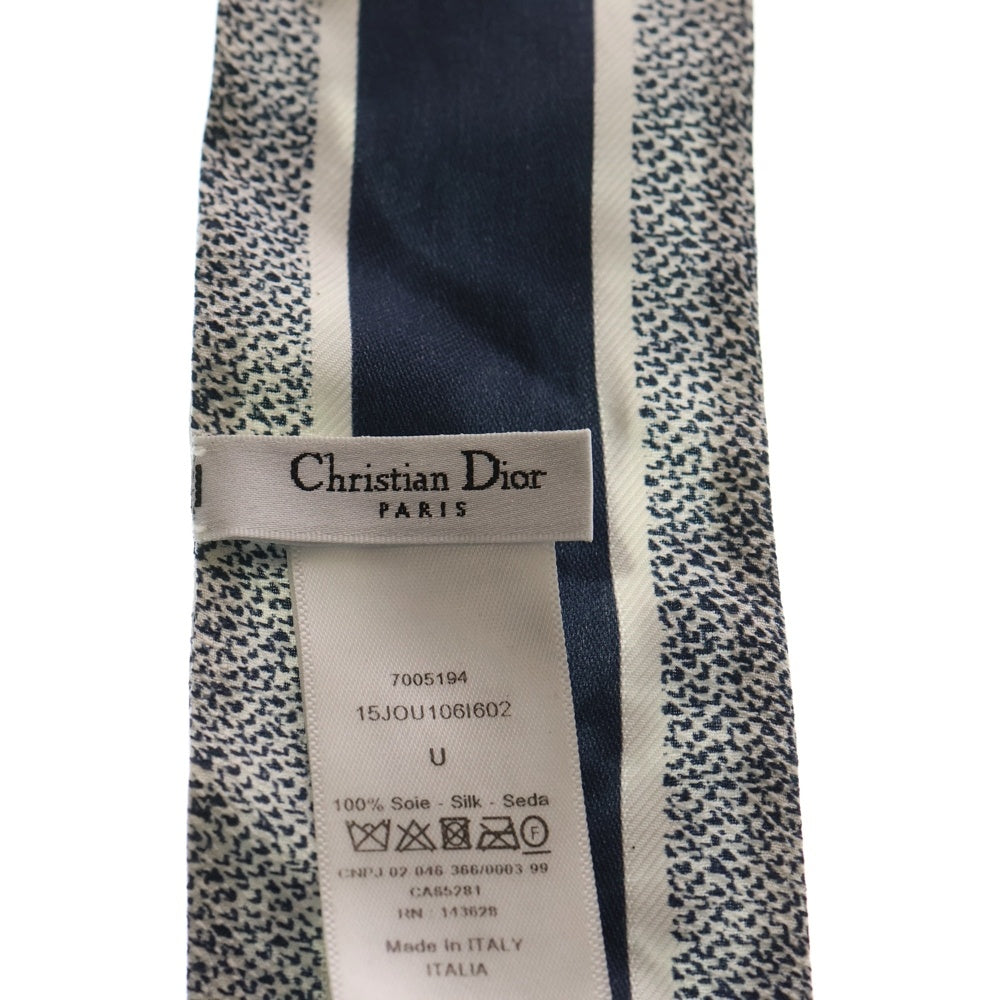 Christian Dior
PARIS
7005194
15JOU106I602
U
100% Soie - Silk - Seda
F
CNPJ 02 046 366/0003 99
CA65281
RN : 143628
Made in ITALY
ITALIA